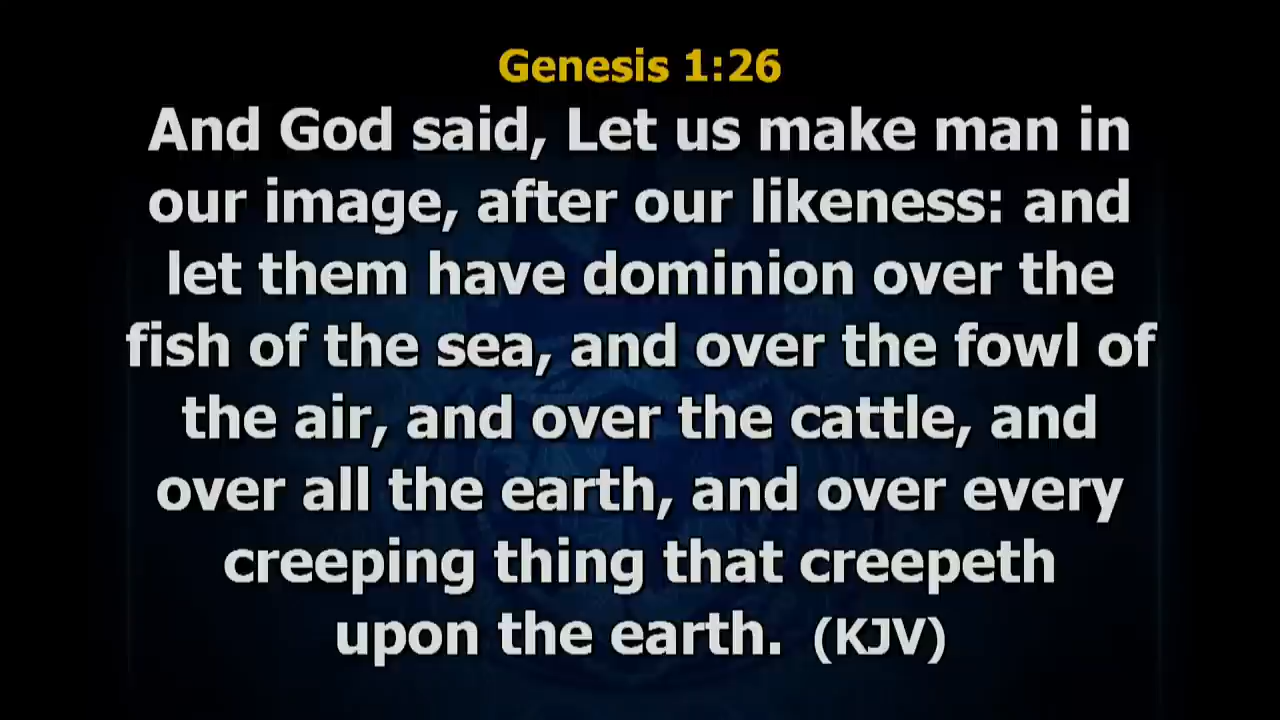 Genesis 1:26
And God said, Let us make man in
our image, after our likeness: and
let them have dominion over the
fish of the sea, and over the fowl of
the air, and over the cattle, and
over all the earth, and over every
creeping thing that creepeth
upon the earth. (KJV)